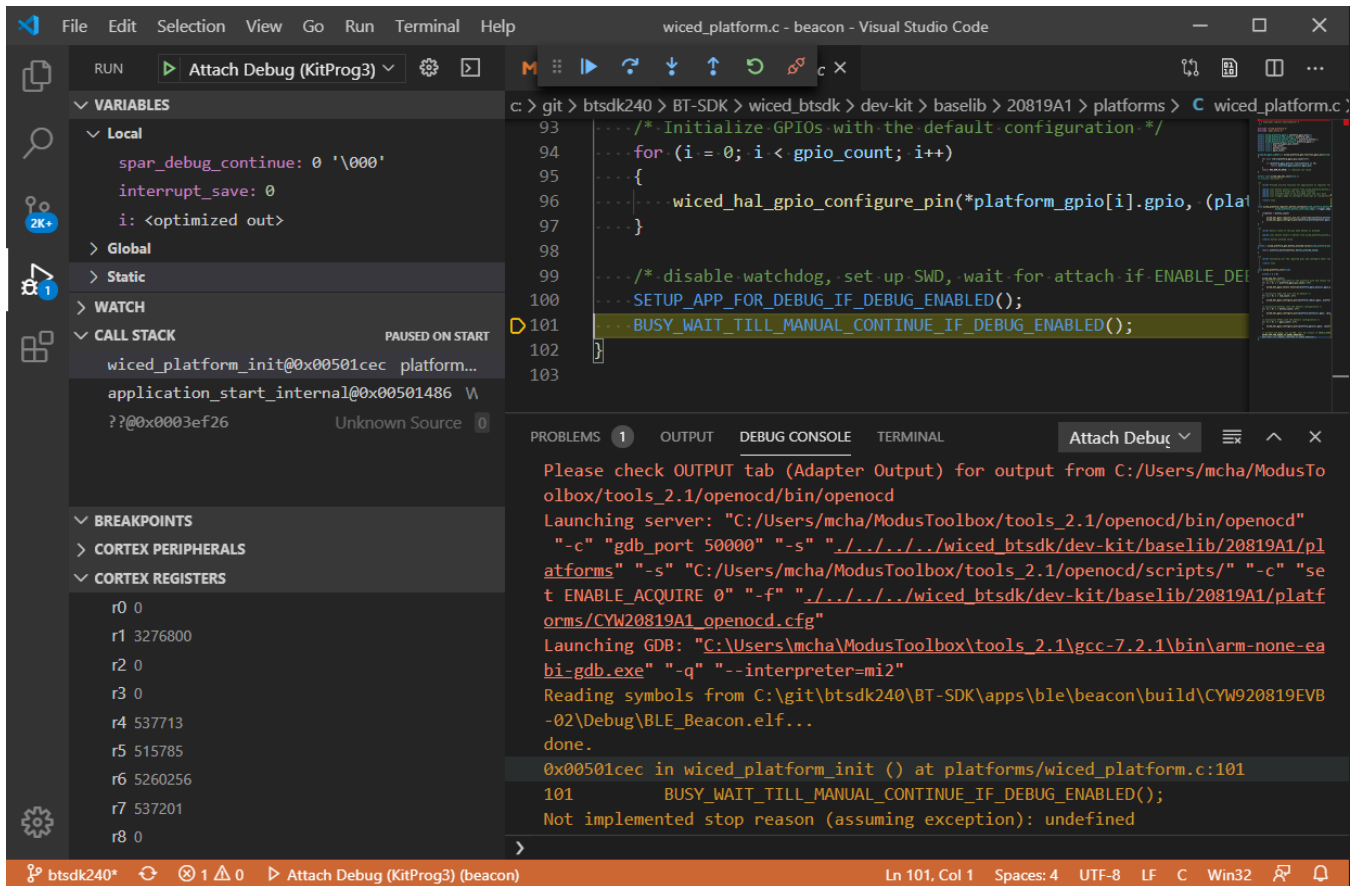 File Edit Selection View Go Run Terminal Help wiced_platform.c - beacon - Visual Studio Code
RUN Attach Debug (KitProg3)
VARIABLES
Local
spar_debug_continue: 0 '\000'
interrupt_save: 0
i: <optimized out>
Global
Static
WATCH
CALL STACK PAUSED ON START
wiced_platform_init@0x00501cec platform...
application_start_internal@0x00501486 W
??@0x0003ef26 Unknown Source 0
BREAKPOINTS
CORTEX PERIPHERALS
CORTEX REGISTERS
r0 0
r1 3276800
r2 0
r3 0
r4 537713
r5 515785
r6 5260256
r7 537201
r8 0
2K+
1
M c
c: > git > btsdk240 > BT-SDK > wiced_btsdk > dev-kit > baselib > 20819A1 > platforms > C wiced_platform.c
93 /* Initialize GPIOs with the default configuration */
94 for (i = 0; i < gpio_count; i++)
95 {
96 wiced_hal_gpio_configure_pin(*platform_gpio[i].gpio, (plat
97 }
98
99 /* disable watchdog, set up SWD, wait for attach if ENABLE_DEB
100 SETUP_APP_FOR_DEBUG_IF_DEBUG_ENABLED();
101 BUSY_WAIT_TILL_MANUAL_CONTINUE_IF_DEBUG_ENABLED();
102 }
103
PROBLEMS 1 OUTPUT DEBUG CONSOLE TERMINAL Attach Debug
Please check OUTPUT tab (Adapter Output) for output from C:/Users/mcha/ModusTo
olbox/tools_2.1/openocd/bin/openocd
Launching server: "C:/Users/mcha/ModusToolbox/tools_2.1/openocd/bin/openocd"
"-c" "gdb_port 50000" "-s" "./../../../wiced_btsdk/dev-kit/baselib/20819A1/pl
atforms" "-s" "C:/Users/mcha/ModusToolbox/tools_2.1/openocd/scripts/" "-c" "se
t ENABLE_ACQUIRE 0" "-f" "./../../../wiced_btsdk/dev-kit/baselib/20819A1/platf
orms/CYW20819A1_openocd.cfg"
Launching GDB: "C:\Users\mcha\ModusToolbox\tools_2.1\gcc-7.2.1\bin\arm-none-ea
bi-gdb.exe" "-q" "--interpreter=mi2"
Reading symbols from C:\git\btsdk240\BT-SDK\apps\ble\beacon\build\CYW920819EVB
-02\Debug\BLE_Beacon.elf...
done.
0x00501cec in wiced_platform_init () at platforms/wiced_platform.c:101
101 BUSY_WAIT_TILL_MANUAL_CONTINUE_IF_DEBUG_ENABLED();
Not implemented stop reason (assuming exception): undefined
btsdk240* 1 0 Attach Debug (KitProg3) (beacon) Ln 101, Col 1 Spaces: 4 UTF-8 LF C Win32